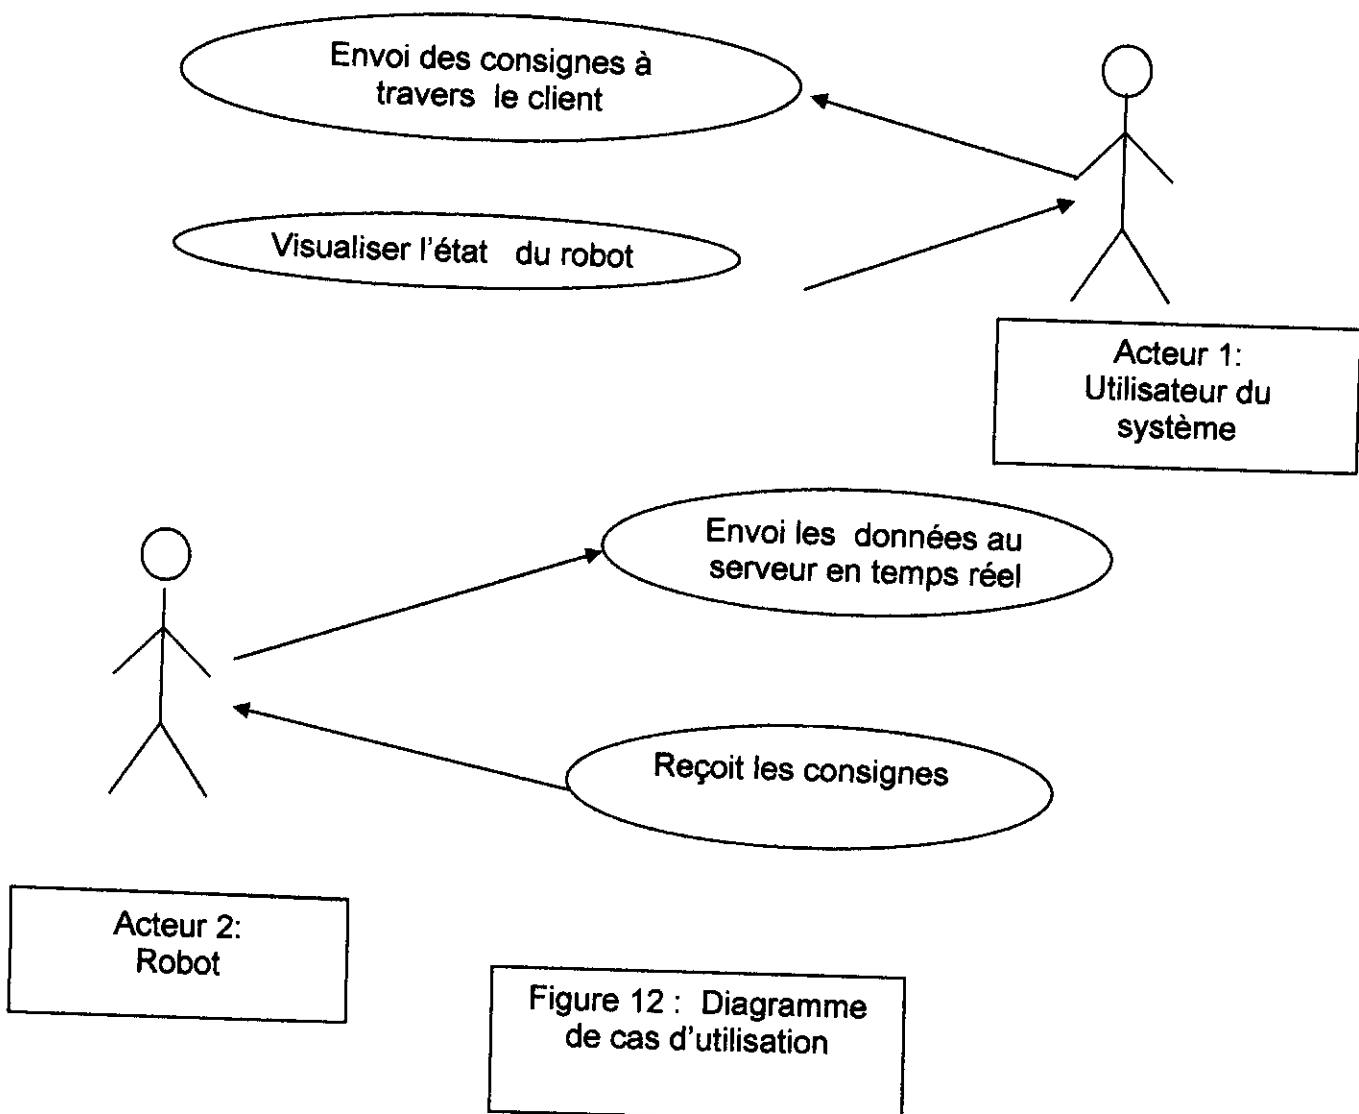 Envoi des consignes à
travers le client
Visualiser l'état du robot
Acteur 1:
Utilisateur du
système
Envoi les données au
serveur en temps réel
Reçoit les consignes
Acteur 2:
Robot
Figure 12 : Diagramme
de cas d'utilisation